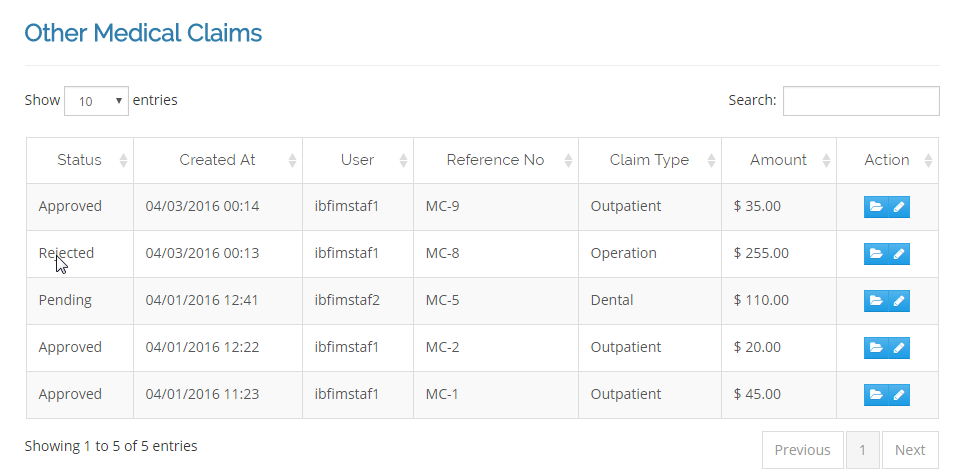 Other Medical Claims
Show 10 entries Search:
Status Created At User Reference No Claim Type Amount Action
Approved 04/03/2016 00:14 ibfimstaf1 MC-9 Outpatient $ 35.00
Rejected 04/03/2016 00:13 ibfimstaf1 MC-8 Operation $ 255.00
Pending 04/01/2016 12:41 ibfimstaf2 MC-5 Dental $ 110.00
Approved 04/01/2016 12:22 ibfimstaf1 MC-2 Outpatient $ 20.00
Approved 04/01/2016 11:23 ibfimstaf1 MC-1 Outpatient $ 45.00
Showing 1 to 5 of 5 entries Previous 1 Next